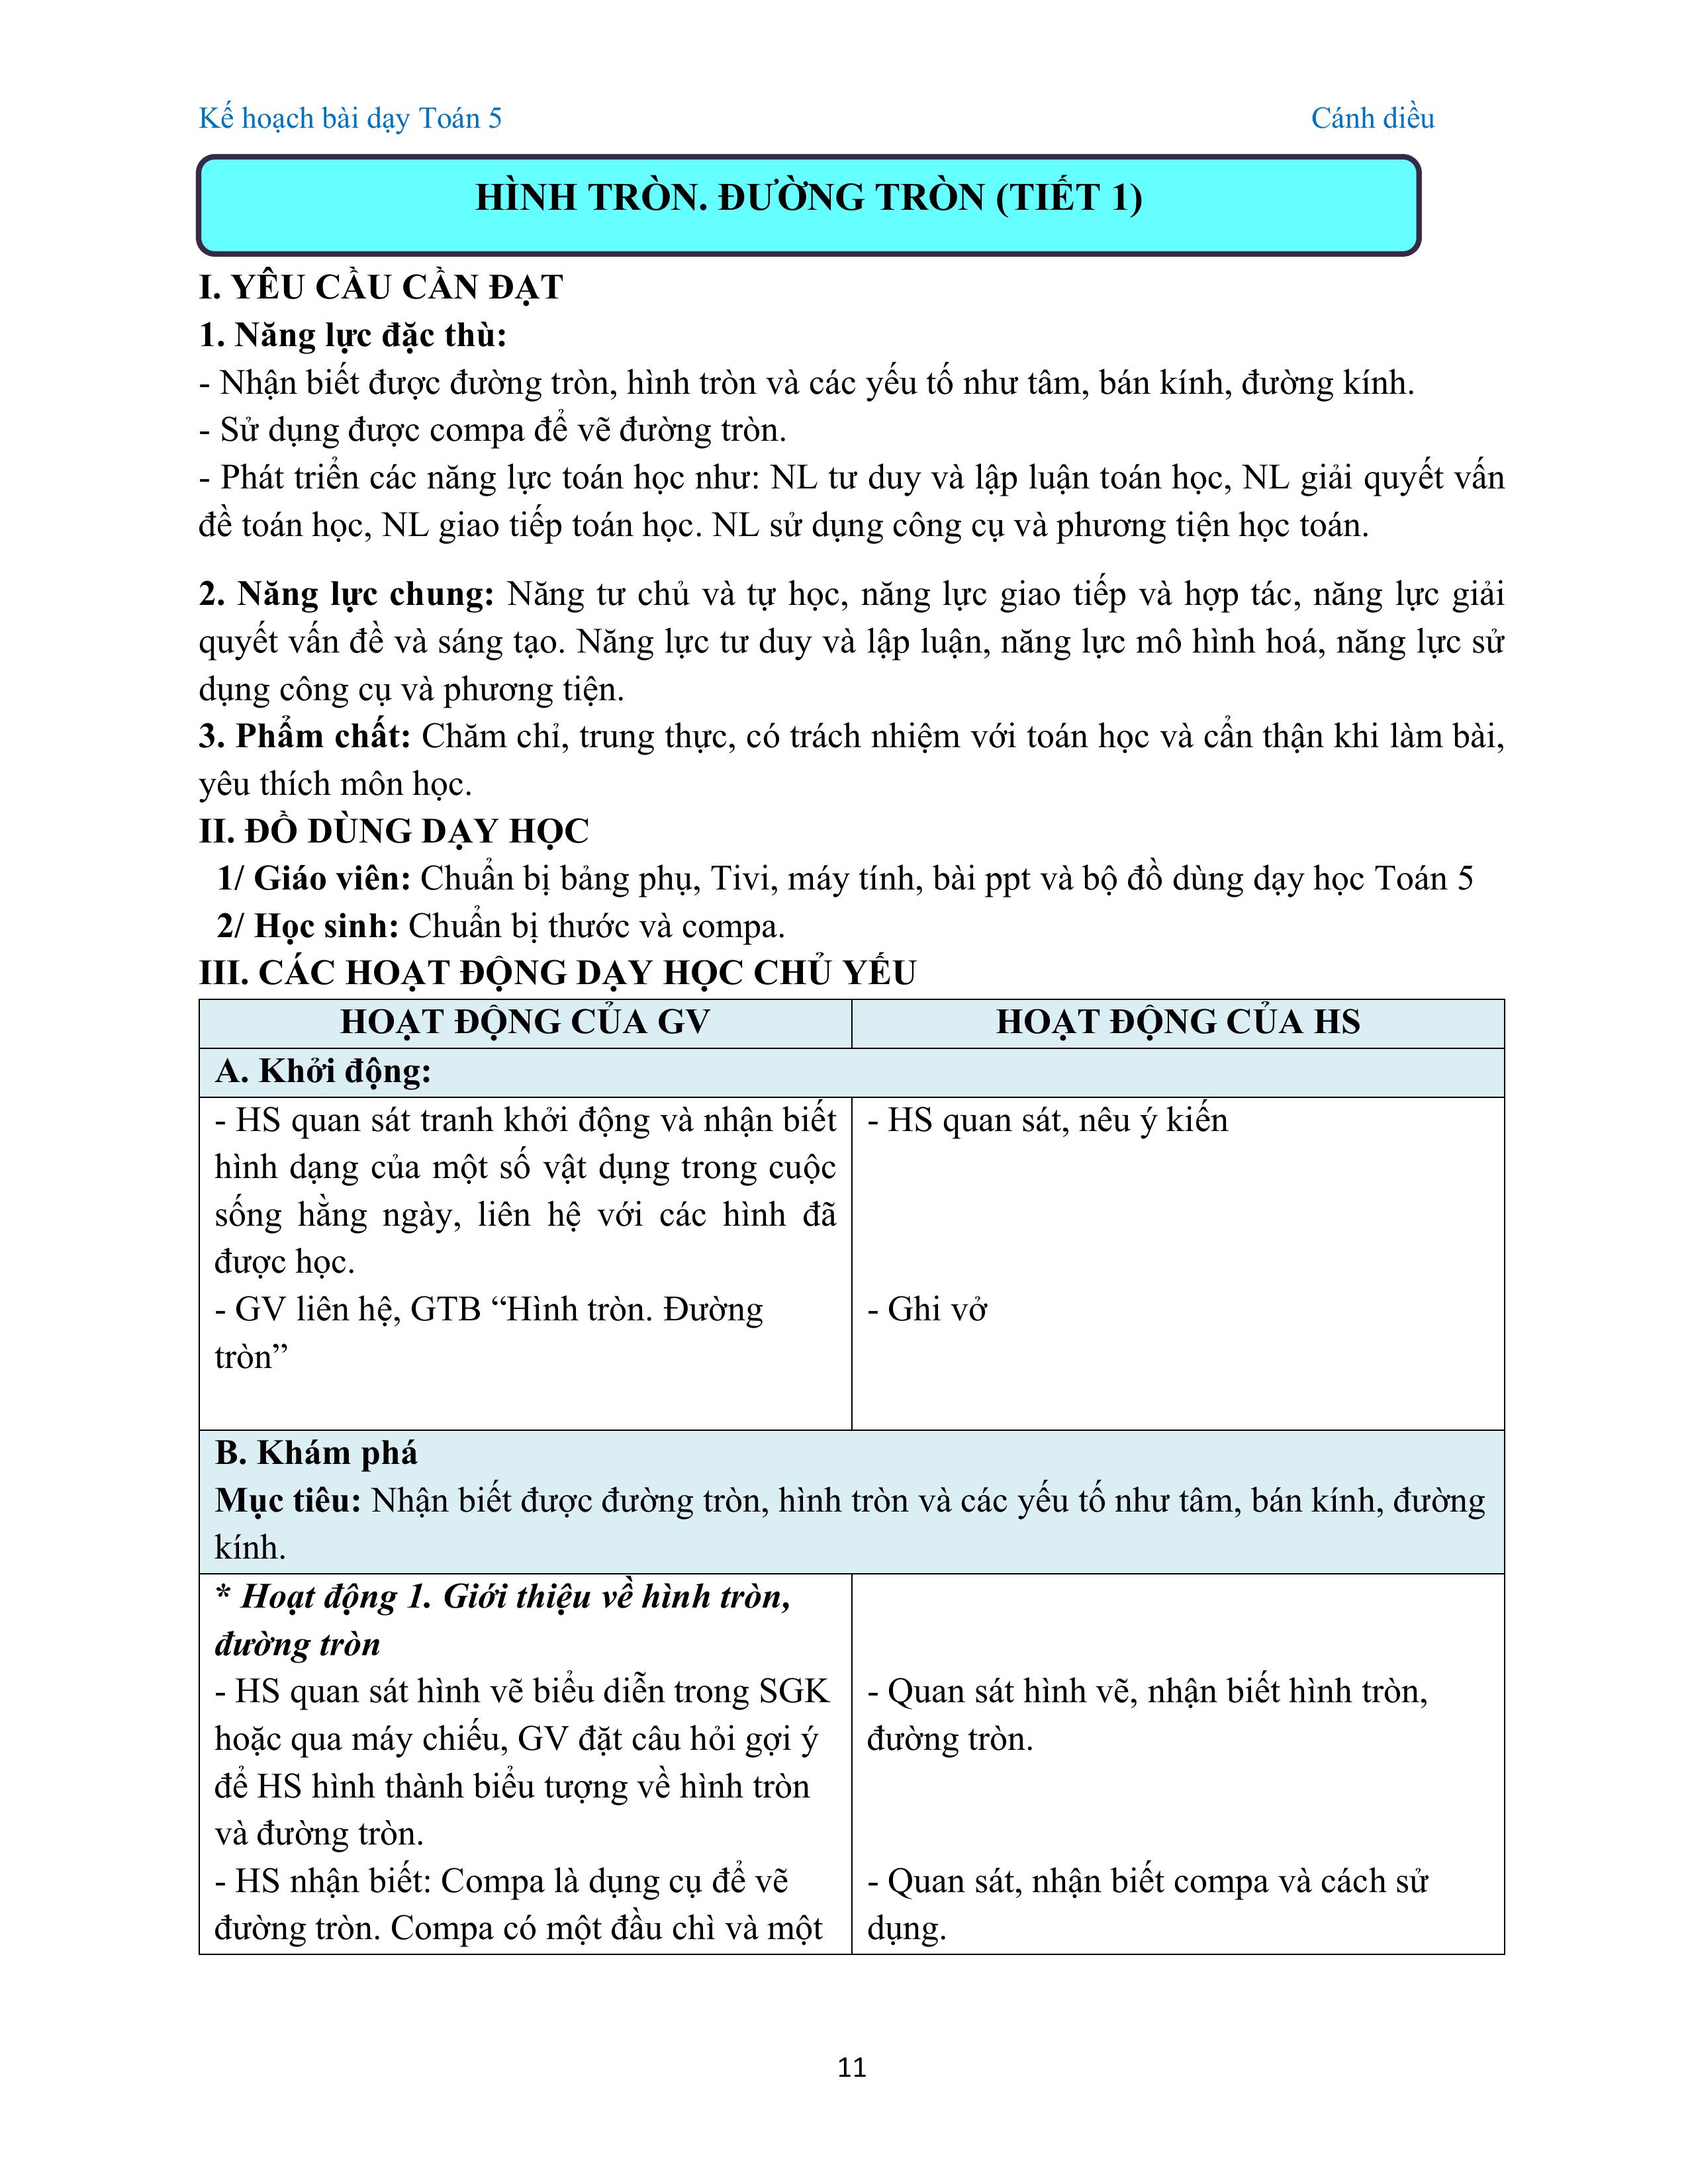 Kế hoạch bài dạy Toán 5 Cánh diều
HÌNH TRÒN. ĐƯỜNG TRÒN (TIẾT 1)
I. YÊU CẦU CẦN ĐẠT
1. Năng lực đặc thù:
- Nhận biết được đường tròn, hình tròn và các yếu tố như tâm, bán kính, đường kính.
- Sử dụng được compa để vẽ đường tròn.
- Phát triển các năng lực toán học như: NL tư duy và lập luận toán học, NL giải quyết vấn
đề toán học, NL giao tiếp toán học. NL sử dụng công cụ và phương tiện học toán.
2. Năng lực chung: Năng tư chủ và tự học, năng lực giao tiếp và hợp tác, năng lực giải
quyết vấn đề và sáng tạo. Năng lực tư duy và lập luận, năng lực mô hình hoá, năng lực sử
dụng công cụ và phương tiện.
3. Phẩm chất: Chăm chỉ, trung thực, có trách nhiệm với toán học và cẩn thận khi làm bài,
yêu thích môn học.
II. ĐỒ DÙNG DẠY HỌC
1/ Giáo viên: Chuẩn bị bảng phụ, Tivi, máy tính, bài ppt và bộ đồ dùng dạy học Toán 5
2/ Học sinh: Chuẩn bị thước và compa.
III. CÁC HOẠT ĐỘNG DẠY HỌC CHỦ YẾU
HOẠT ĐỘNG CỦA GV
HOẠT ĐỘNG CỦA HS
A. Khởi động:
- HS quan sát tranh khởi động và nhận biết
hình dạng của một số vật dụng trong cuộc
sống hằng ngày, liên hệ với các hình đã
được học.
- GV liên hệ, GTB “Hình tròn. Đường
tròn”
- HS quan sát, nêu ý kiến
- Ghi vở
B. Khám phá
Mục tiêu: Nhận biết được đường tròn, hình tròn và các yếu tố như tâm, bán kính, đường
kính.
* Hoạt động 1. Giới thiệu về hình tròn,
đường tròn
- HS quan sát hình vẽ biểu diễn trong SGK
hoặc qua máy chiếu, GV đặt câu hỏi gợi ý
để HS hình thành biểu tượng về hình tròn
và đường tròn.
- HS nhận biết: Compa là dụng cụ để vẽ
đường tròn. Compa có một đầu chì và một
- Quan sát hình vẽ, nhận biết hình tròn,
đường tròn.
- Quan sát, nhận biết compa và cách sử
dụng.
11